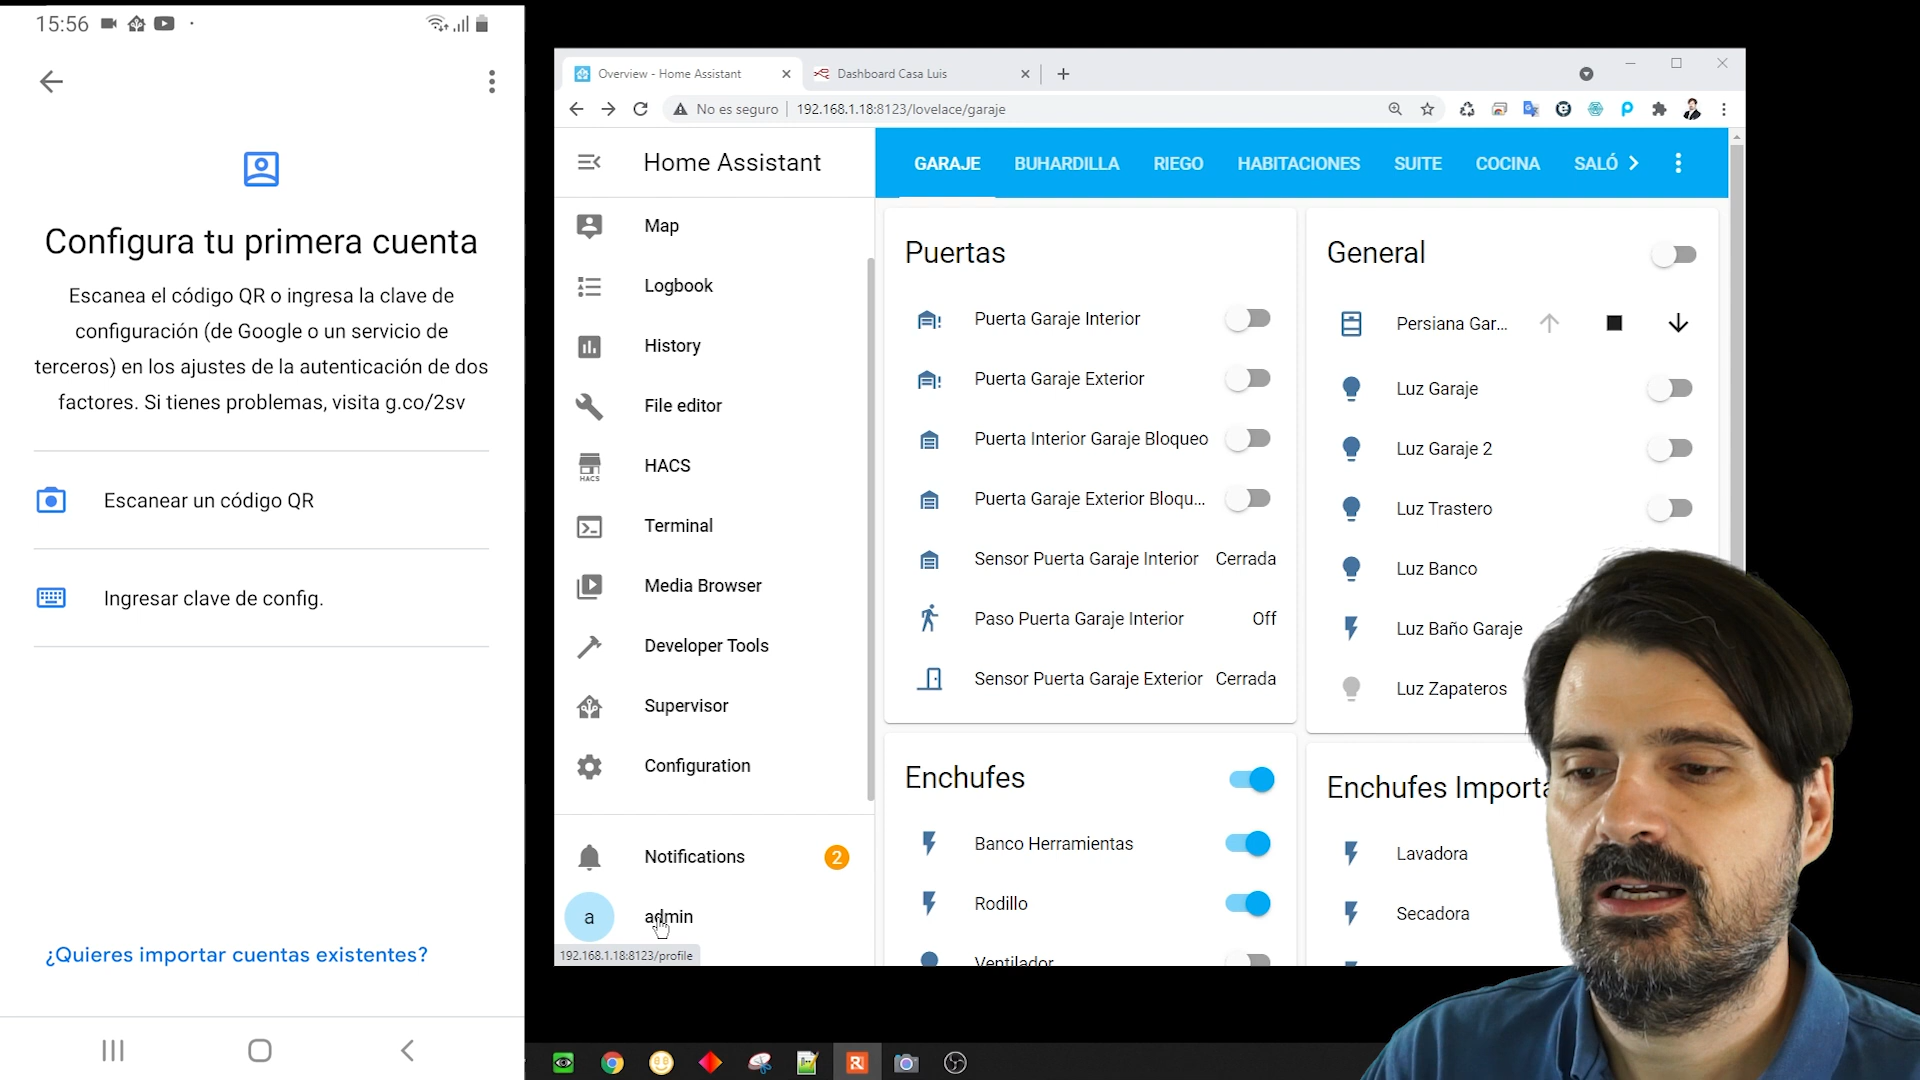 15:56
Configura tu primera cuenta
Escanea el código QR o ingresa la clave de
configuración (de Google o un servicio de
terceros) en los ajustes de la autenticación de dos
factores. Si tienes problemas, visita g.co/2sv
Escanear un código QR
Ingresar clave de config.
¿Quieres importar cuentas existentes?
Overview - Home Assistant
Dashboard Casa Luis
No es seguro
192.168.1.18:8123/lovelace/garaje
Home Assistant
Map
Logbook
History
File editor
HACS
HACS
Terminal
Media Browser
Developer Tools
Supervisor
Configuration
Notifications
2
a
admin
192.168.1.18:8123/profile
GARAJE
BUHARDILLA
RIEGO
HABITACIONES
SUITE
COCINA
SALÓ
Puertas
Puerta Garaje Interior
Puerta Garaje Exterior
Puerta Interior Garaje Bloqueo
Puerta Garaje Exterior Bloqu...
Sensor Puerta Garaje Interior Cerrada
Paso Puerta Garaje Interior Off
Sensor Puerta Garaje Exterior Cerrada
Enchufes
Banco Herramientas
Rodillo
Ventilador
General
Persiana Gar...
Luz Garaje
Luz Garaje 2
Luz Trastero
Luz Banco
Luz Baño Garaje
Luz Zapateros
Enchufes Importa
Lavadora
Secadora